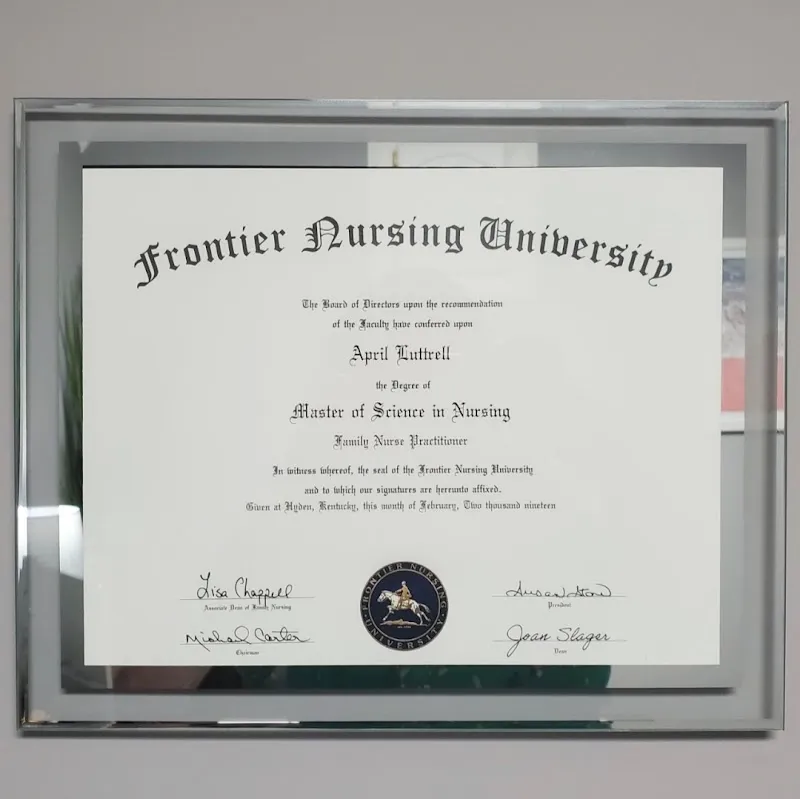 Frontier Nursing University
The Board of Directors upon the recommendation
of the Faculty have conferred upon
April Luttrell
the Degree of
Master of Science in Nursing
Family Nurse Practitioner
In witness whereof, the seal of the Frontier Nursing University
and to which our signatures are hereunto affixed.
Given at Hyden, Kentucky, this month of February, Two thousand nineteen
Lisa Chappell
Associate Dean of Family Nursing
Susan Stone
President
Michael Carter
Chairman
Joan Slager
Dean
FRONTIER NURSING UNIVERSITY